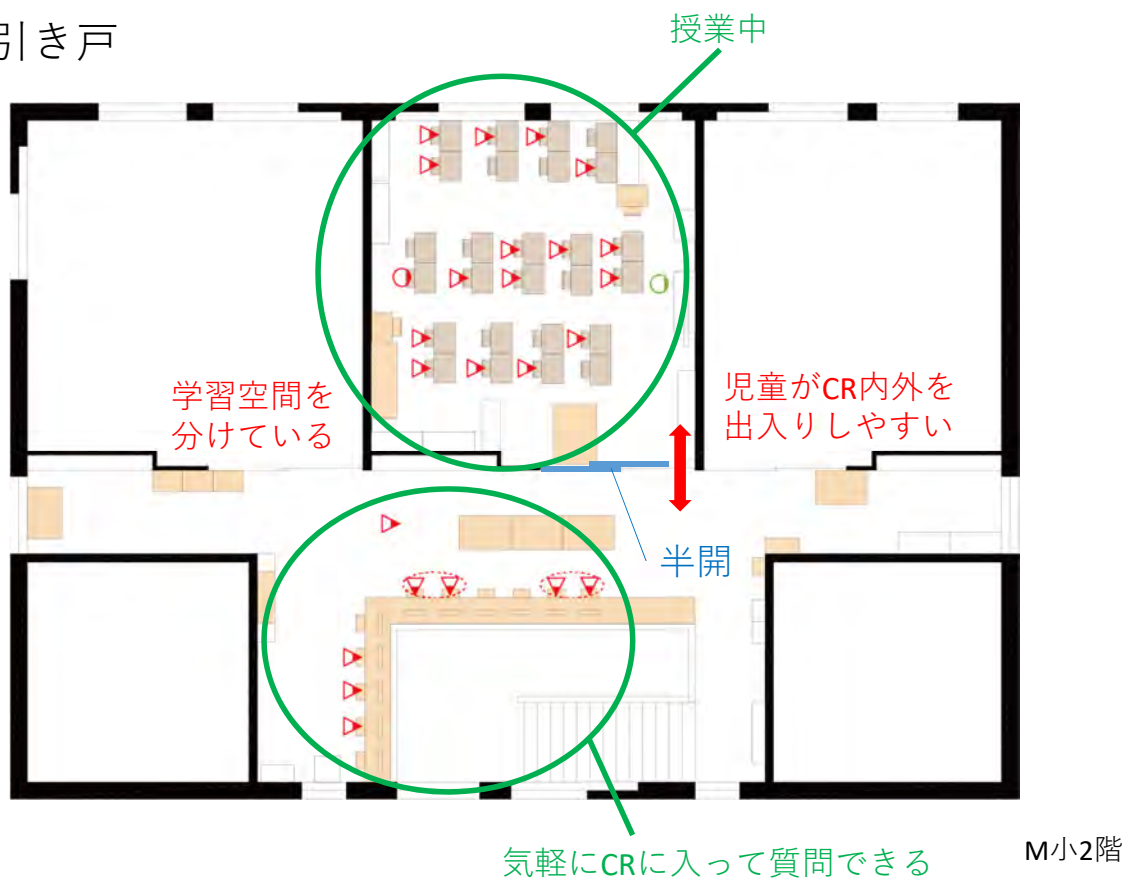 引き戸
授業中
学習空間を
分けている
児童がCR内外を
出入りしやすい
半開
気軽にCRに入って質問できる
M小2階